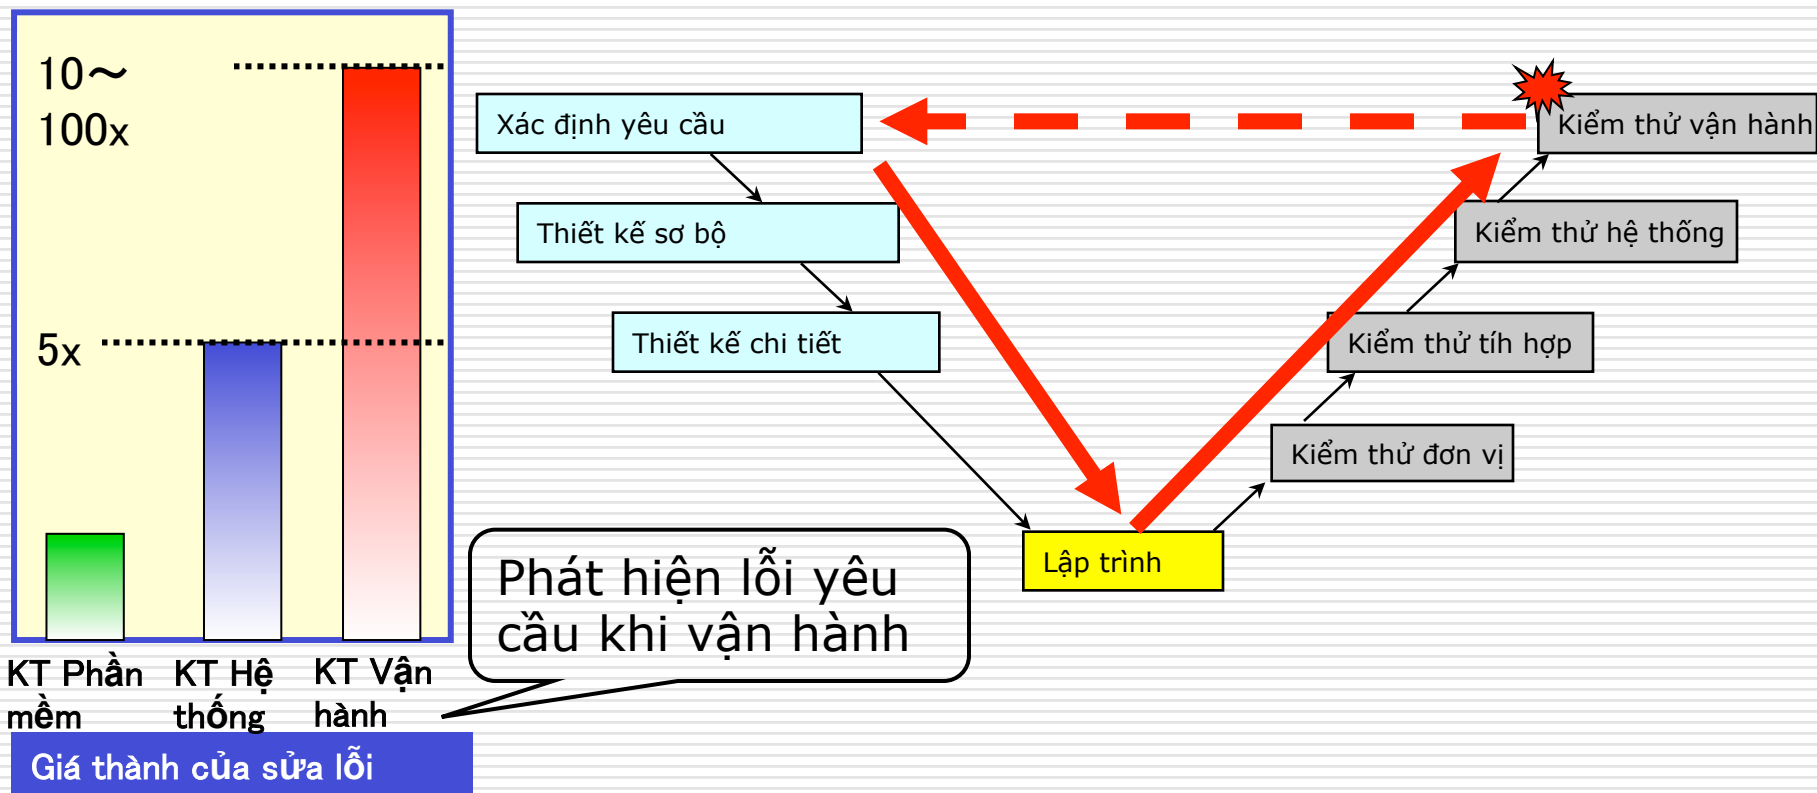 10～
100x
5x
KT Phần
mềm
KT Hệ
thống
KT Vận
hành
Giá thành của sửa lỗi
Phát hiện lỗi yêu
cầu khi vận hành
Xác định yêu cầu
Thiết kế sơ bộ
Thiết kế chi tiết
Lập trình
Kiểm thử đơn vị
Kiểm thử tíh hợp
Kiểm thử hệ thống
Kiểm thử vận hành